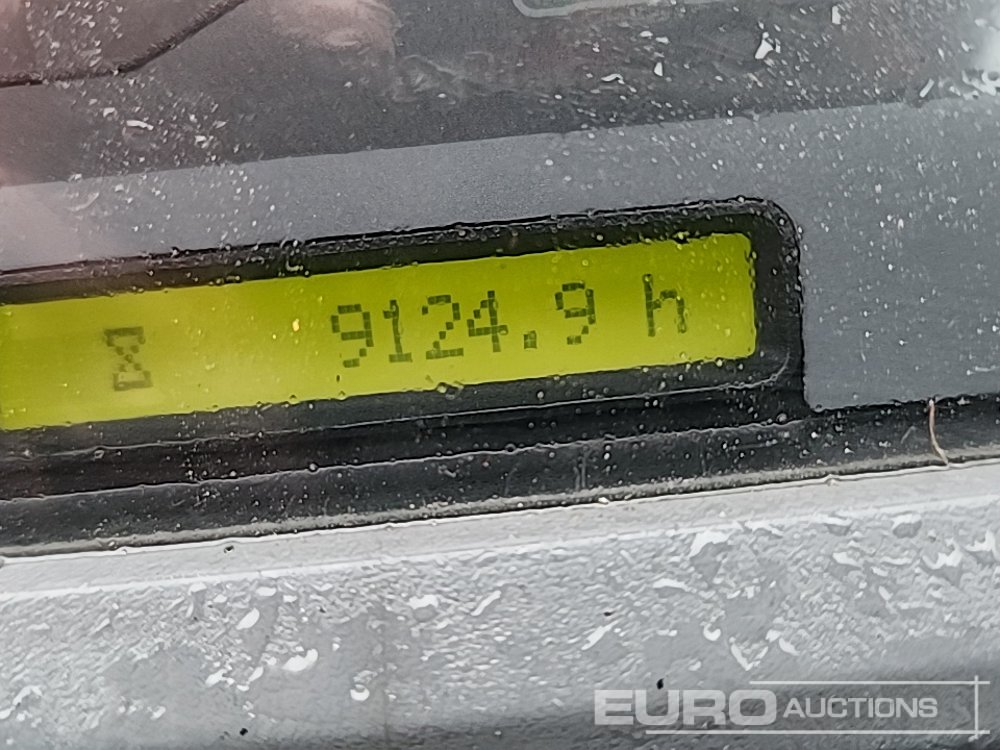 9124.9 h
EURO AUCTIONS